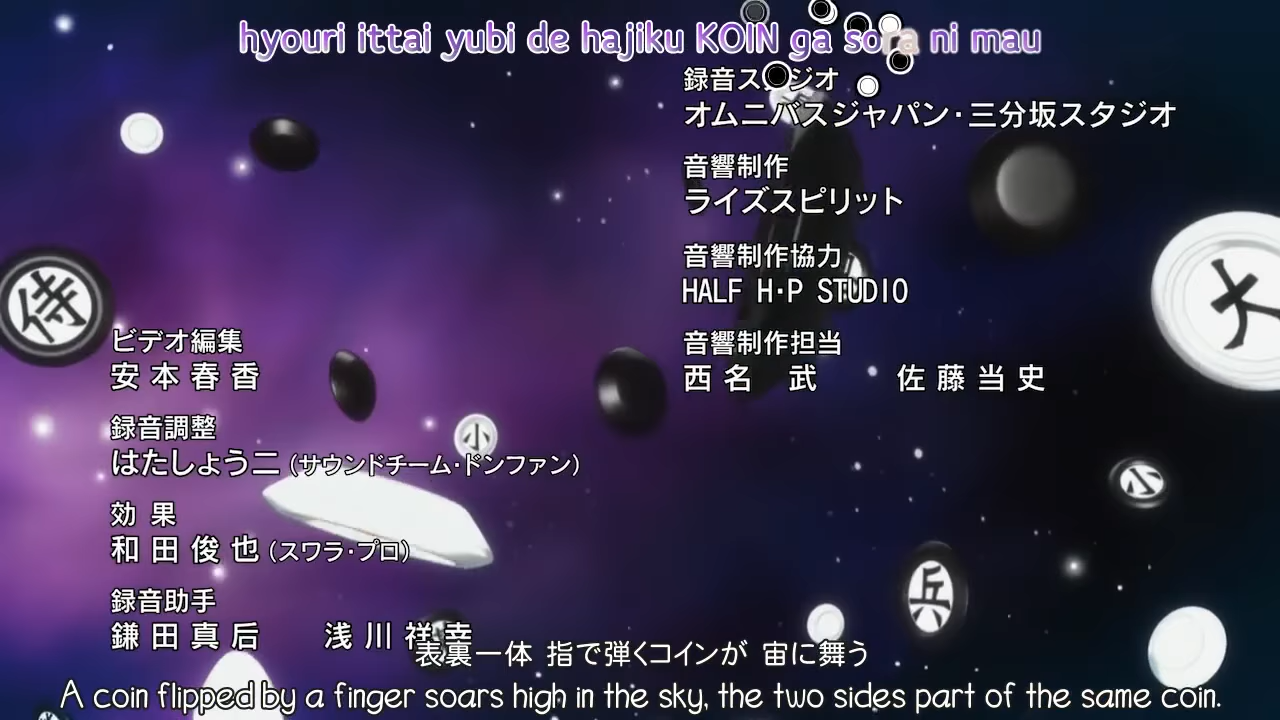 hyouri ittai yubi de hajiku KOIN ga sora ni mau
録音スタジオ
オムニバスジャパン・三分坂スタジオ
音響制作
ライズスピリット
音響制作協力
HALF H・P STUDIO
音響制作担当
西名 武 佐藤当史
侍
大
ビデオ編集
安本春香
録音調整
はたしょう二（サウンドチーム・ドンファン）
小
小
効果
和田俊也（スワラ・プロ）
兵
録音助手
鎌田真后 浅川祥幸
表裏一体 指で弾くコインが 宙に舞う
A coin flipped by a finger soars high in the sky, the two sides part of the same coin.